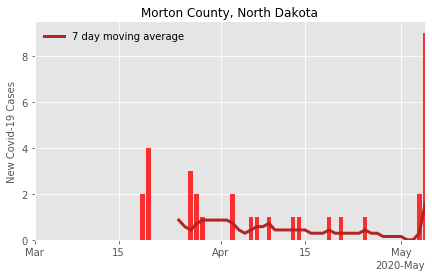 Morton County, North Dakota
7 day moving average
New Covid-19 Cases
8
6
4
2
0
Mar 15 Apr 15 May
2020-May